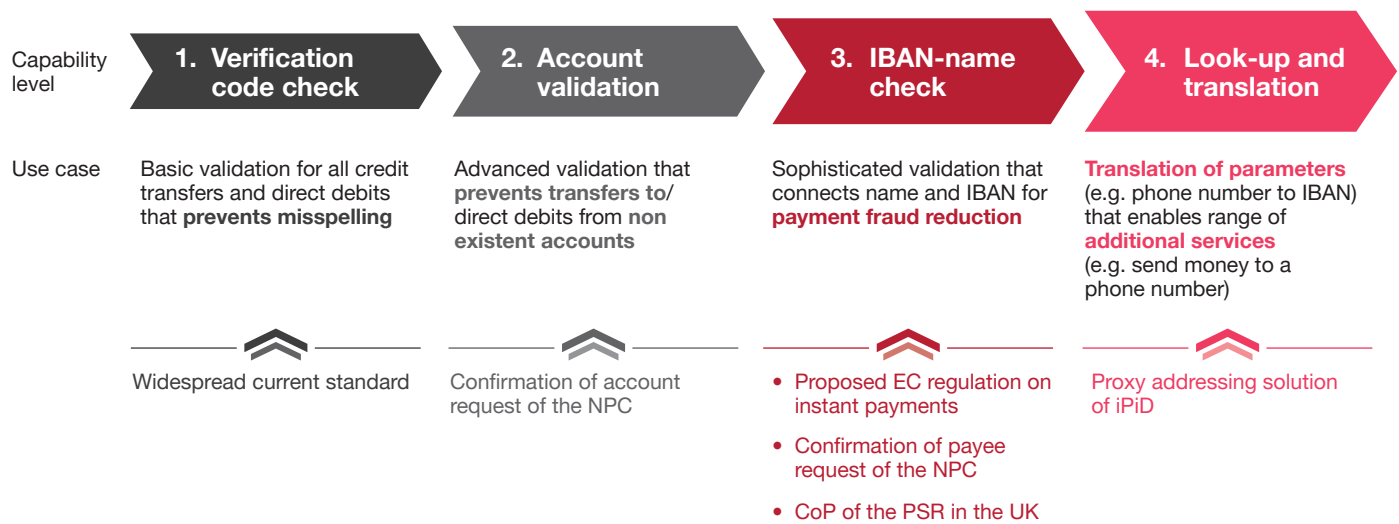 Capability
level
1. Verification
code check
2. Account
validation
3. IBAN-name
check
4. Look-up and
translation
Use case
Basic validation for all credit
transfers and direct debits
that prevents misspelling
Advanced validation that
prevents transfers to/
direct debits from non
existent accounts
Sophisticated validation that
connects name and IBAN for
payment fraud reduction
Translation of parameters
(e.g. phone number to IBAN)
that enables range of
additional services
(e.g. send money to a
phone number)
Widespread current standard
Confirmation of account
request of the NPC
• Proposed EC regulation on
instant payments
• Confirmation of payee
request of the NPC
• CoP of the PSR in the UK
Proxy addressing solution
of iPiD